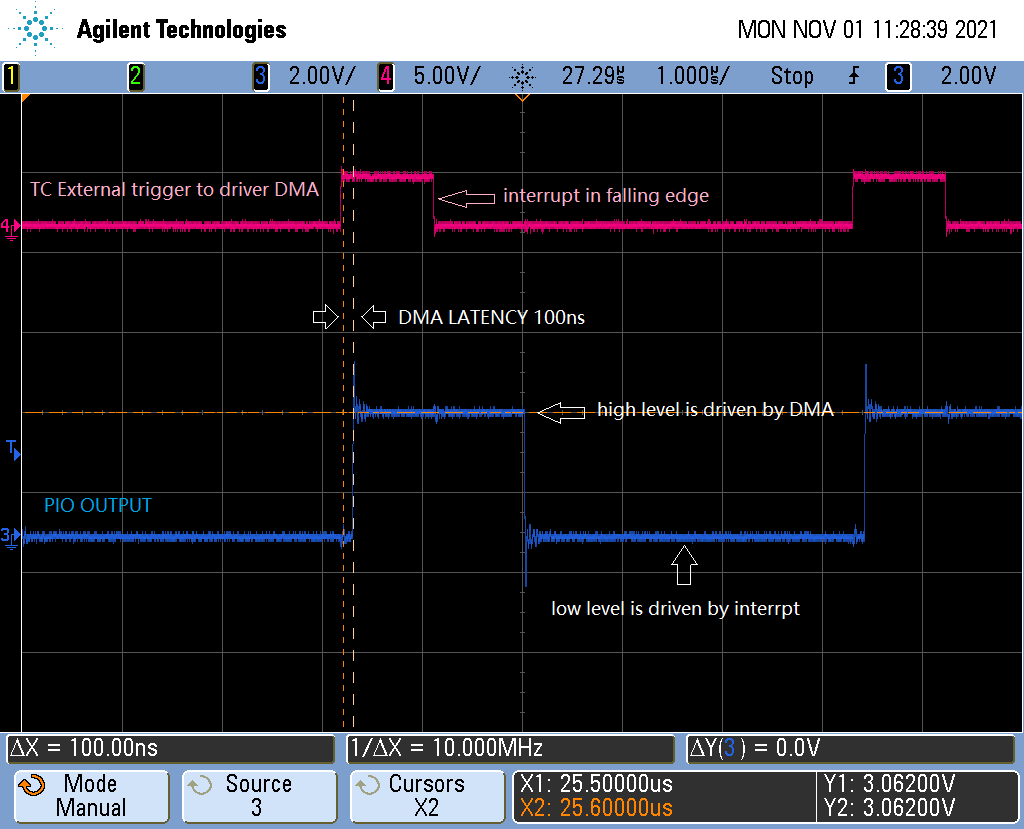 Agilent Technologies
MON NOV 01 11:28:39 2021
1 2 3 2.00V/ 4 5.00V/ 27.29µs 1.000µs/ Stop 3 2.00V
TC External trigger to driver DMA
interrupt in falling edge
4
DMA LATENCY 100ns
high level is driven by DMA
T
PIO OUTPUT
3
low level is driven by interrpt
ΔX = 100.00ns
1/ΔX = 10.000MHz
ΔY(3) = 0.0V
Mode
Manual
Source
3
Cursors
X2
X1: 25.50000us
X2: 25.60000us
Y1: 3.06200V
Y2: 3.06200V